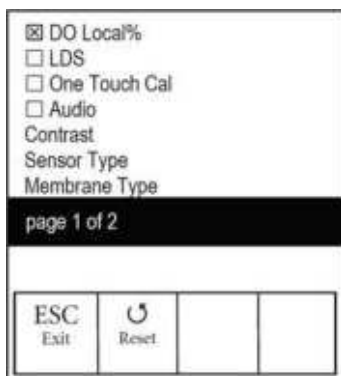 ☒ DO Local%
☐ LDS
☐ One Touch Cal
☐ Audio
Contrast
Sensor Type
Membrane Type
page 1 of 2
ESC ↺
Exit Reset